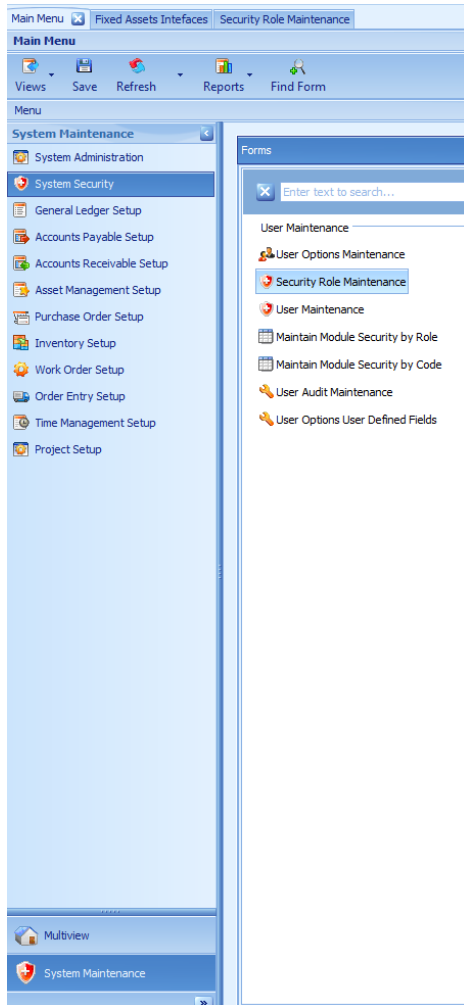 Main Menu Fixed Assets Intefaces Security Role Maintenance
Main Menu
Views Save Refresh Reports Find Form
Menu
System Maintenance
System Administration
System Security
General Ledger Setup
Accounts Payable Setup
Accounts Receivable Setup
Asset Management Setup
Purchase Order Setup
Inventory Setup
Work Order Setup
Order Entry Setup
Time Management Setup
Project Setup
Multiview
System Maintenance
Forms
Enter text to search...
User Maintenance
User Options Maintenance
Security Role Maintenance
User Maintenance
Maintain Module Security by Role
Maintain Module Security by Code
User Audit Maintenance
User Options User Defined Fields